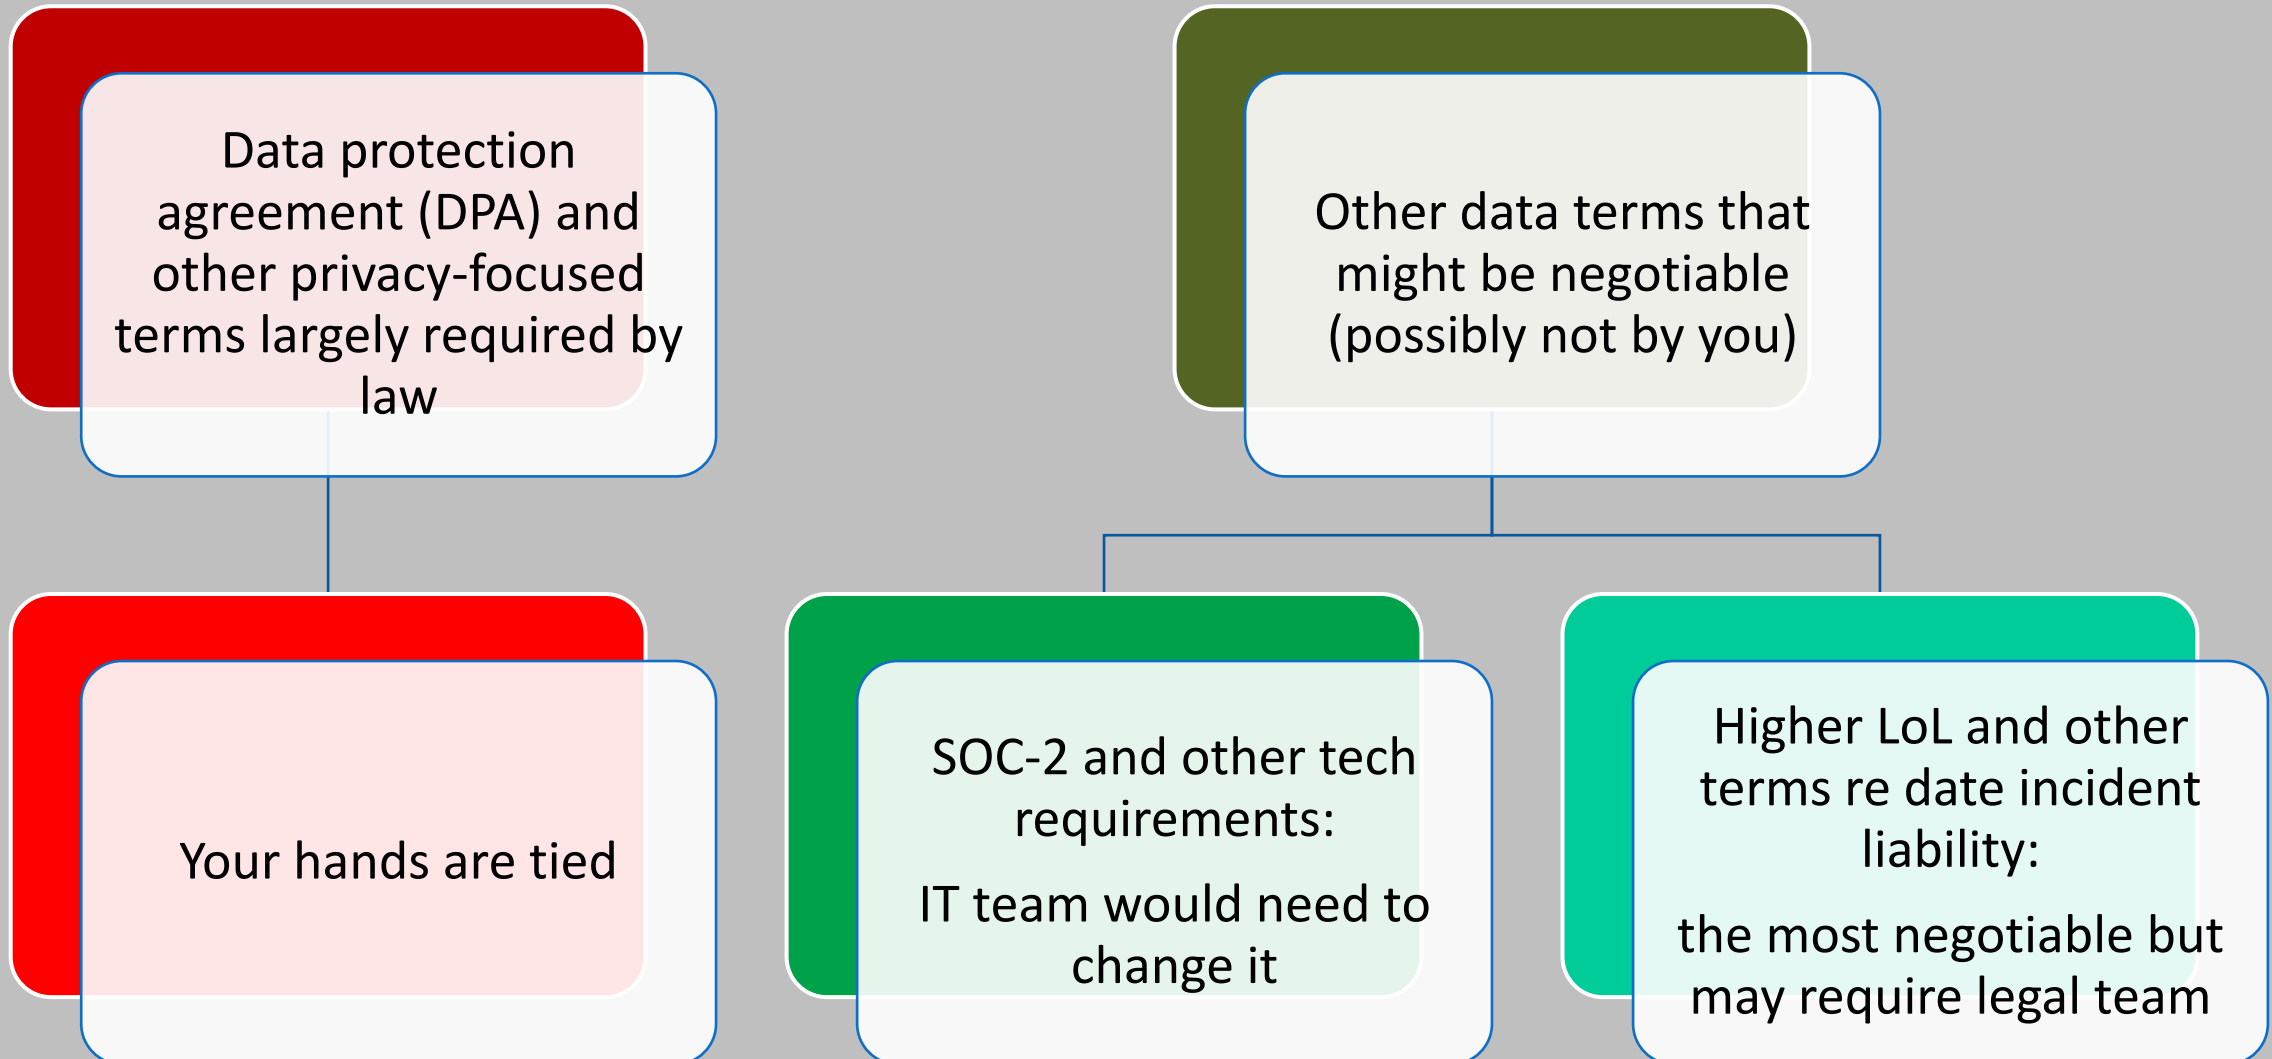 Data protection
agreement (DPA) and
other privacy-focused
terms largely required by
law
Other data terms that
might be negotiable
(possibly not by you)
Your hands are tied
SOC-2 and other tech
requirements:
IT team would need to
change it
Higher LoL and other
terms re date incident
liability:
the most negotiable but
may require legal team